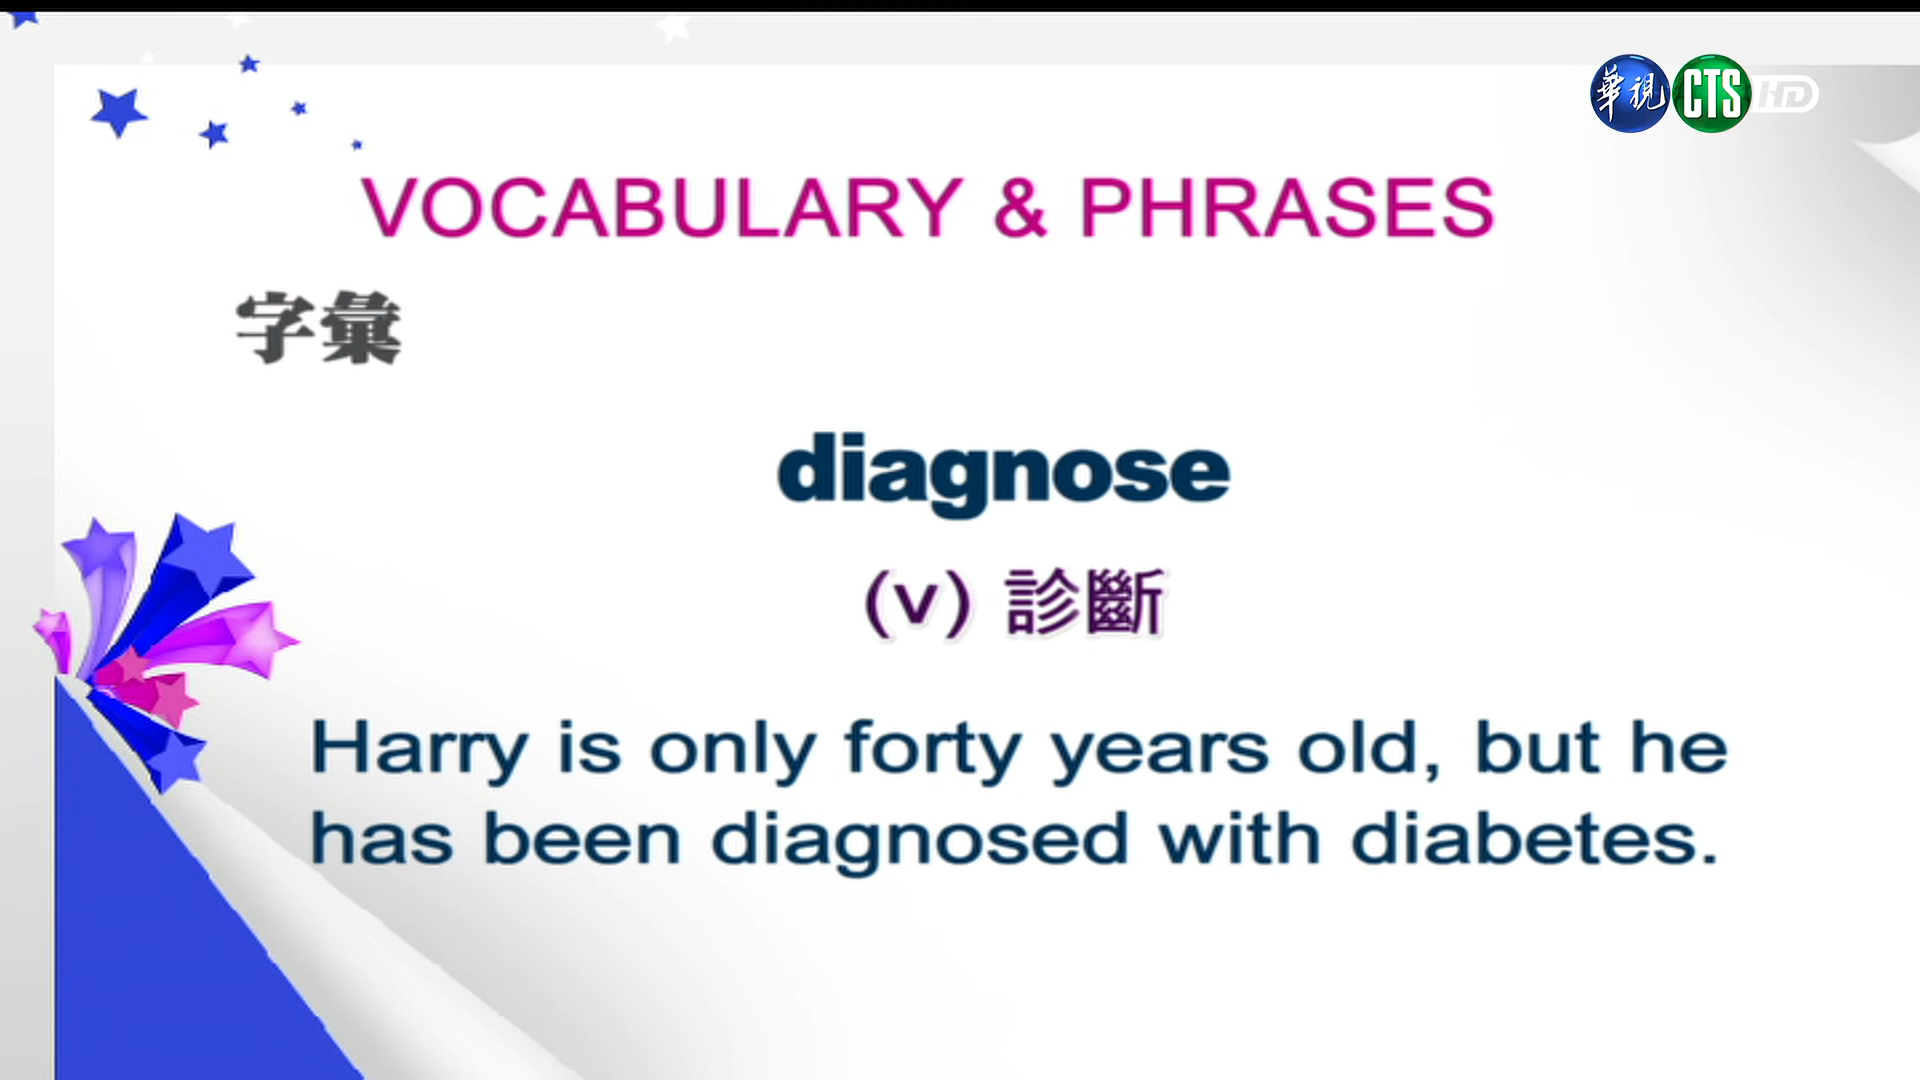 華視 CTS HD
VOCABULARY & PHRASES
字彙
diagnose
(v) 診斷
Harry is only forty years old, but he
has been diagnosed with diabetes.